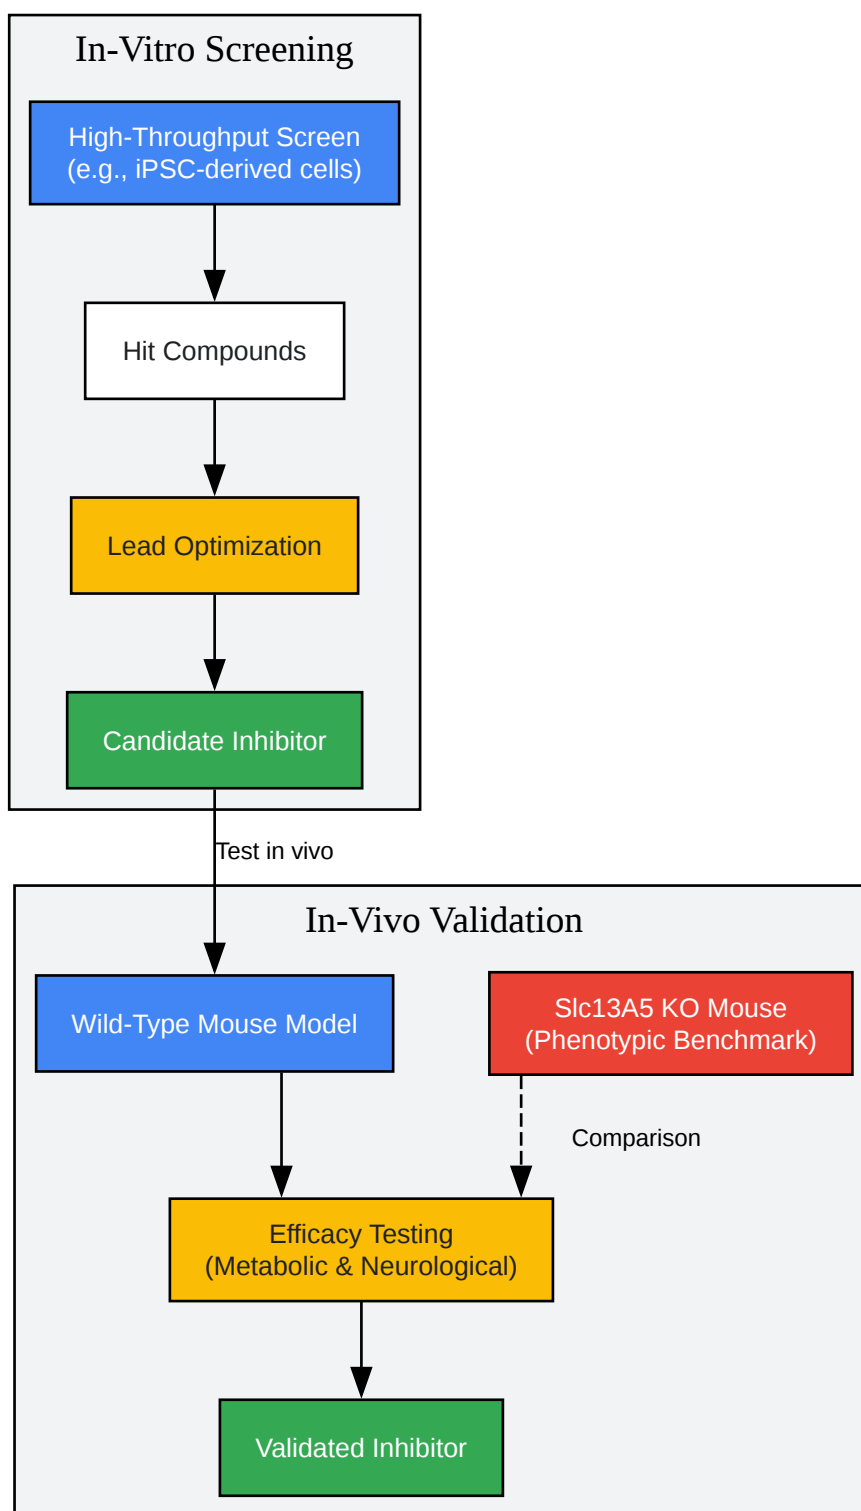 In-Vitro Screening
High-Throughput Screen
(e.g., iPSC-derived cells)
Hit Compounds
Lead Optimization
Candidate Inhibitor
Test in vivo
In-Vivo Validation
Wild-Type Mouse Model
Slc13A5 KO Mouse
(Phenotypic Benchmark)
Comparison
Efficacy Testing
(Metabolic & Neurological)
Validated Inhibitor